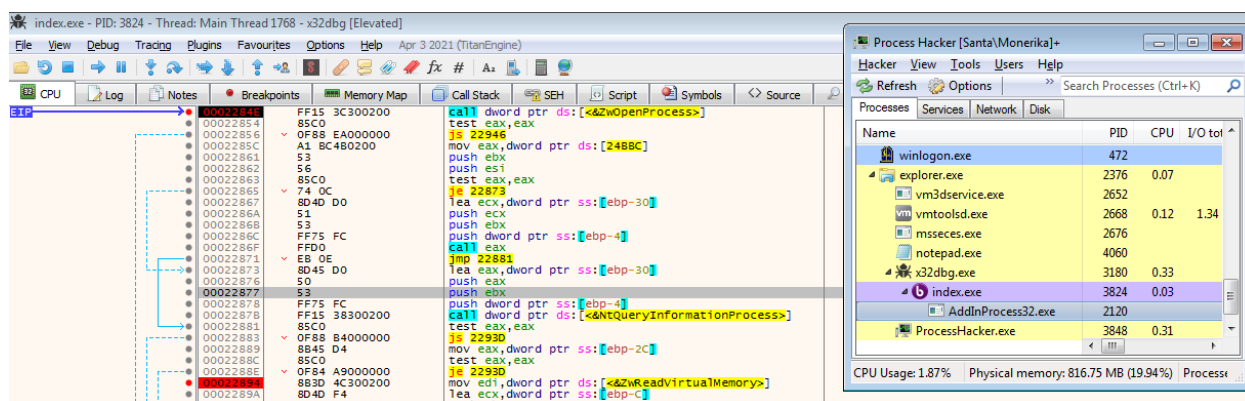 index.exe - PID: 3824 - Thread: Main Thread 1768 - x32dbg [Elevated]
File View Debug Tracing Plugins Favourites Options Help Apr 3 2021 (TitanEngine)
fx # A2
CPU Log Notes Breakpoints Memory Map Call Stack SEH Script Symbols Source
EIP 0002284E FF15 3C300200 call dword ptr ds:[<&ZwOpenProcess>]
00022854 85C0 test eax,eax
00022856 0F88 EA000000 js 22946
0002285C A1 BC4B0200 mov eax,dword ptr ds:[24BBC]
00022861 53 push ebx
00022862 56 push esi
00022863 85C0 test eax,eax
00022865 74 0C je 22873
00022867 8D4D D0 lea ecx,dword ptr ss:[ebp-30]
0002286A 51 push ecx
0002286B 53 push ebx
0002286C FF75 FC push dword ptr ss:[ebp-4]
0002286F FFD0 call eax
00022871 EB 0E jmp 22881
00022873 8D45 D0 lea eax,dword ptr ss:[ebp-30]
00022876 50 push eax
00022877 53 push ebx
00022878 FF75 FC push dword ptr ss:[ebp-4]
0002287B FF15 38300200 call dword ptr ds:[<&NtQueryInformationProcess>]
00022881 85C0 test eax,eax
00022883 0F88 B4000000 js 2293D
00022889 8B45 D4 mov eax,dword ptr ss:[ebp-2C]
0002288C 85C0 test eax,eax
0002288E 0F84 A9000000 je 2293D
00022894 8B3D 4C300200 mov edi,dword ptr ds:[<&ZwReadVirtualMemory>]
0002289A 8D4D F4 lea ecx,dword ptr ss:[ebp-C]
Process Hacker [Santa\Monerika]+
Hacker View Tools Users Help
Refresh Options » Search Processes (Ctrl+K)
Processes Services Network Disk
Name PID CPU I/O tot
winlogon.exe 472
explorer.exe 2376 0.07
vm3dservice.exe 2652
vmtoolsd.exe 2668 0.12 1.34
msseces.exe 2676
notepad.exe 4060
x32dbg.exe 3180 0.33
index.exe 3824 0.03
AddInProcess32.exe 2120
ProcessHacker.exe 3848 0.31
CPU Usage: 1.87% Physical memory: 816.75 MB (19.94%) Processe